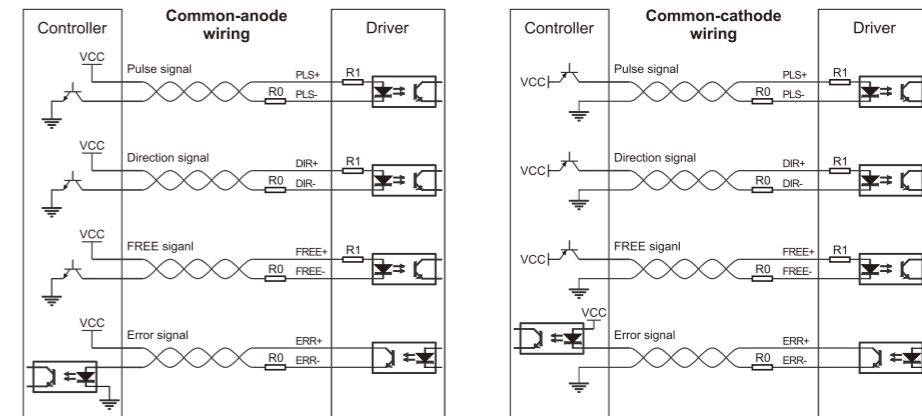 Controller
Common-anode
wiring
Driver
VCC
Pulse signal
PLS+
R1
R0
PLS-
VCC
Direction signal
DIR+
R1
R0
DIR-
VCC
FREE siganl
FREE+
R1
R0
FREE-
VCC
Error signal
ERR+
R0
ERR-
Controller
Common-cathode
wiring
Driver
VCC
Pulse signal
PLS+
R1
R0
PLS-
VCC
Direction signal
DIR+
R1
R0
DIR-
VCC
FREE siganl
FREE+
R1
R0
FREE-
VCC
Error signal
ERR+
R0
ERR-